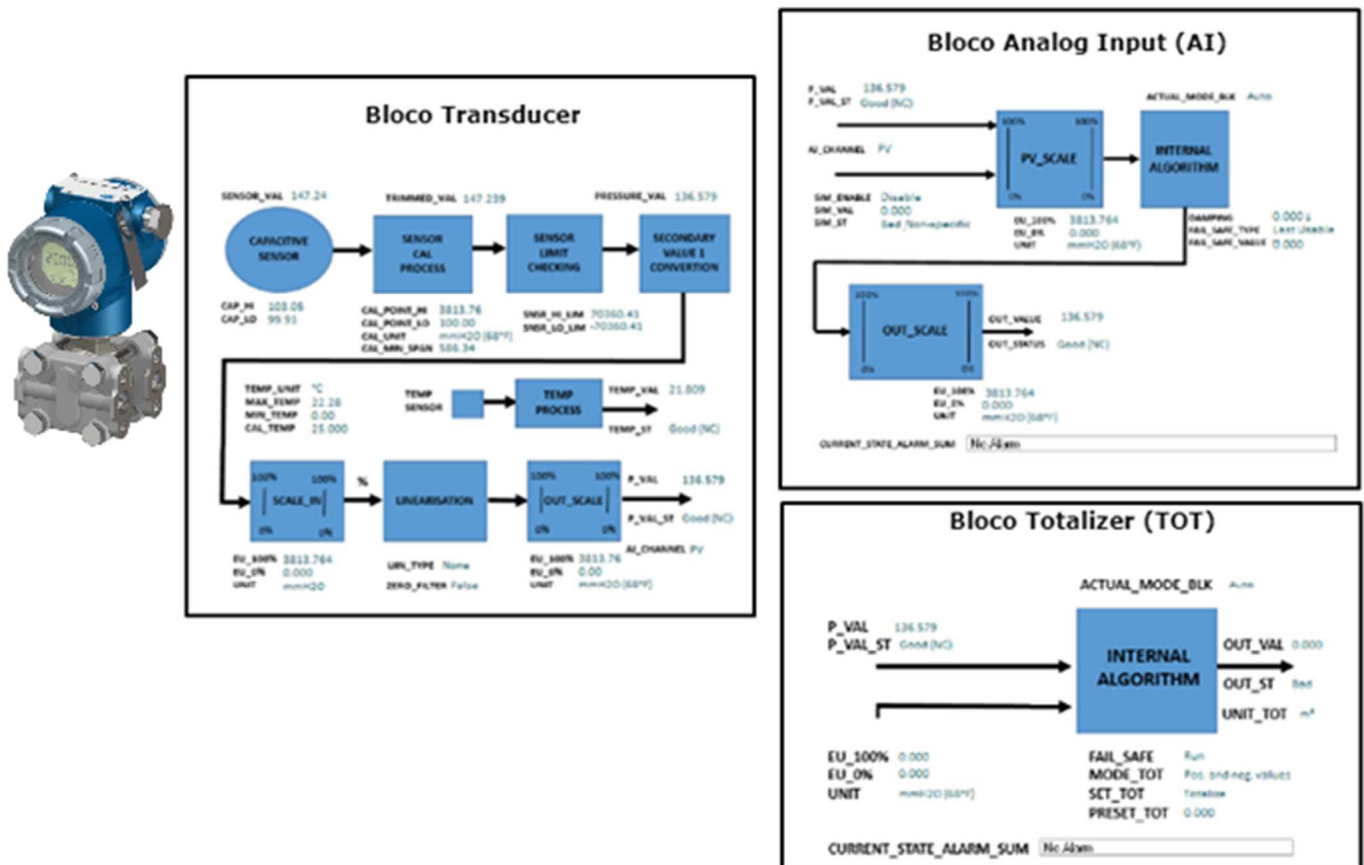 Bloco Transducer
SENSOR_VAL 147.24
TRIMMED_VAL 147.239
PRESSURE_VAL 136.579
CAPACITIVE
SENSOR
SENSOR
CAL
PROCESS
SENSOR
LIMIT
CHECKING
SECONDARY
VALUE 1
CONVERTION
CAP_HI 103.05
CAP_LO 99.91
CAL_POINT_HI 3813.76
CAL_POINT_LO 100.00
CAL_UNIT mmH2O (68°F)
CAL_MIN_SPAN 586.34
SNSR_HI_LIM 70360.41
SNSR_LO_LIM -70360.41
TEMP_UNIT °C
MAX_TEMP 22.28
MIN_TEMP 0.00
CAL_TEMP 25.000
TEMP
SENSOR
TEMP
PROCESS
TEMP_VAL 21.809
TEMP_ST Good (NC)
100% 100%
SCALE_IN
0% 0%
%
LINEARISATION
100% 100%
OUT_SCALE
0% 0%
P_VAL 136.579
P_VAL_ST Good (NC)
AI_CHANNEL PV
EU_100% 3813.764
EU_0% 0.000
UNIT mmH2O
LIN_TYPE None
ZERO_FILTER False
EU_100% 3813.76
EU_0% 0.00
UNIT mmH2O (68°F)
Bloco Analog Input (AI)
P_VAL 136.579
P_VAL_ST Good (NC)
AI_CHANNEL PV
SIM_ENABLE Disable
SIM_VAL 0.000
SIM_ST Bad /Non-specific
100% 100%
PV_SCALE
0% 0%
EU_100% 3813.764
EU_0% 0.000
UNIT mmH2O (68°F)
ACTUAL_MODE_BLK Auto
INTERNAL
ALGORITHM
DAMPING 0.000 s
FAIL_SAFE_TYPE Last Usable
FAIL_SAFE_VALUE 0.000
100% 100%
OUT_SCALE
0% 0%
OUT_VALUE 136.579
OUT_STATUS Good (NC)
EU_100% 3813.764
EU_0% 0.000
UNIT mmH2O (68°F)
CURRENT_STATE_ALARM_SUM No Alarm
Bloco Totalizer (TOT)
ACTUAL_MODE_BLK Auto
P_VAL 136.579
P_VAL_ST Good (NC)
INTERNAL
ALGORITHM
OUT_VAL 0.000
OUT_ST Bad
UNIT_TOT m³
EU_100% 0.000
EU_0% 0.000
UNIT mmH2O (68°F)
FAIL_SAFE Run
MODE_TOT Pos. and neg. values
SET_TOT Totalize
PRESET_TOT 0.000
CURRENT_STATE_ALARM_SUM No Alarm